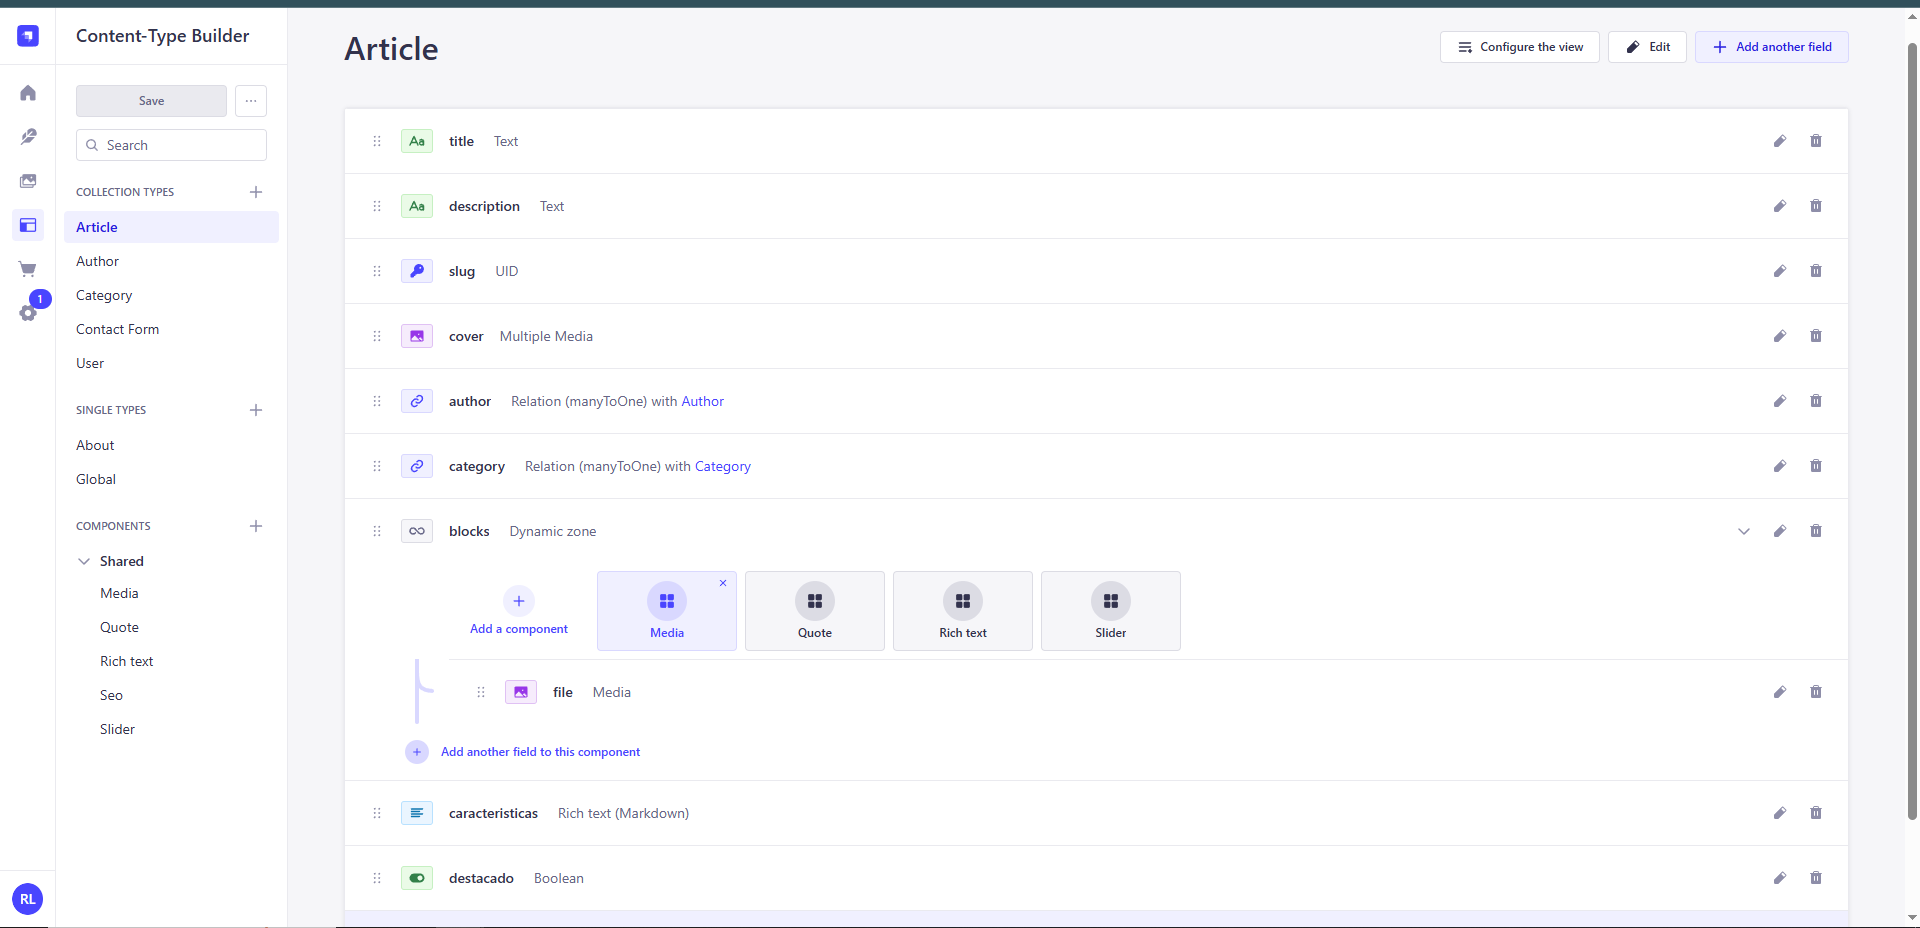 Content-Type Builder
Save
...
Search
COLLECTION TYPES
Article
Author
Category
Contact Form
User
SINGLE TYPES
About
Global
COMPONENTS
Shared
Media
Quote
Rich text
Seo
Slider
1
RL
Article
Configure the view
Edit
Add another field
Aa title Text
Aa description Text
slug UID
cover Multiple Media
author Relation (manyToOne) with Author
category Relation (manyToOne) with Category
blocks Dynamic zone
Add a component
Media
Quote
Rich text
Slider
file Media
Add another field to this component
caracteristicas Rich text (Markdown)
destacado Boolean